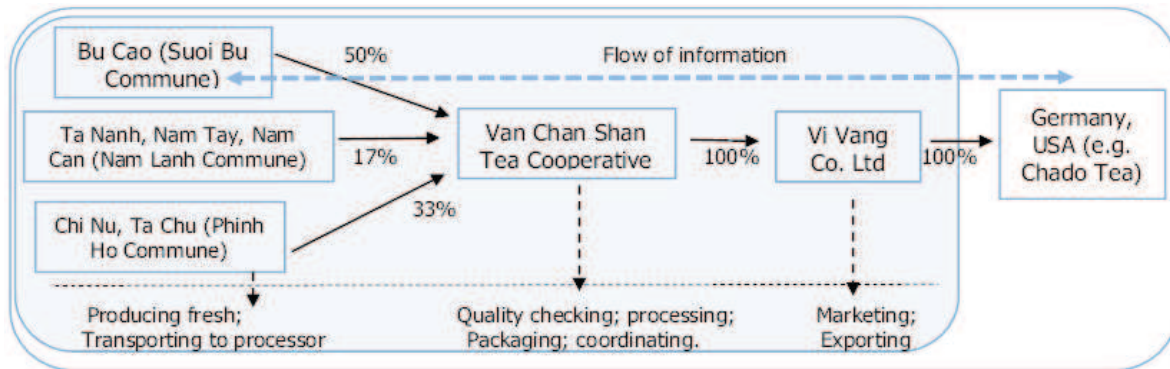 Bu Cao (Suoi Bu
Commune)
50%
Flow of information
Ta Nanh, Nam Tay, Nam
Can (Nam Lanh Commune)
17%
Van Chan Shan
Tea Cooperative
100%
Vi Vang
Co. Ltd
100%
Germany,
USA (e.g.
Chado Tea)
33%
Chi Nu, Ta Chu (Phinh
Ho Commune)
Producing fresh;
Transporting to processor
Quality checking; processing;
Packaging; coordinating.
Marketing;
Exporting